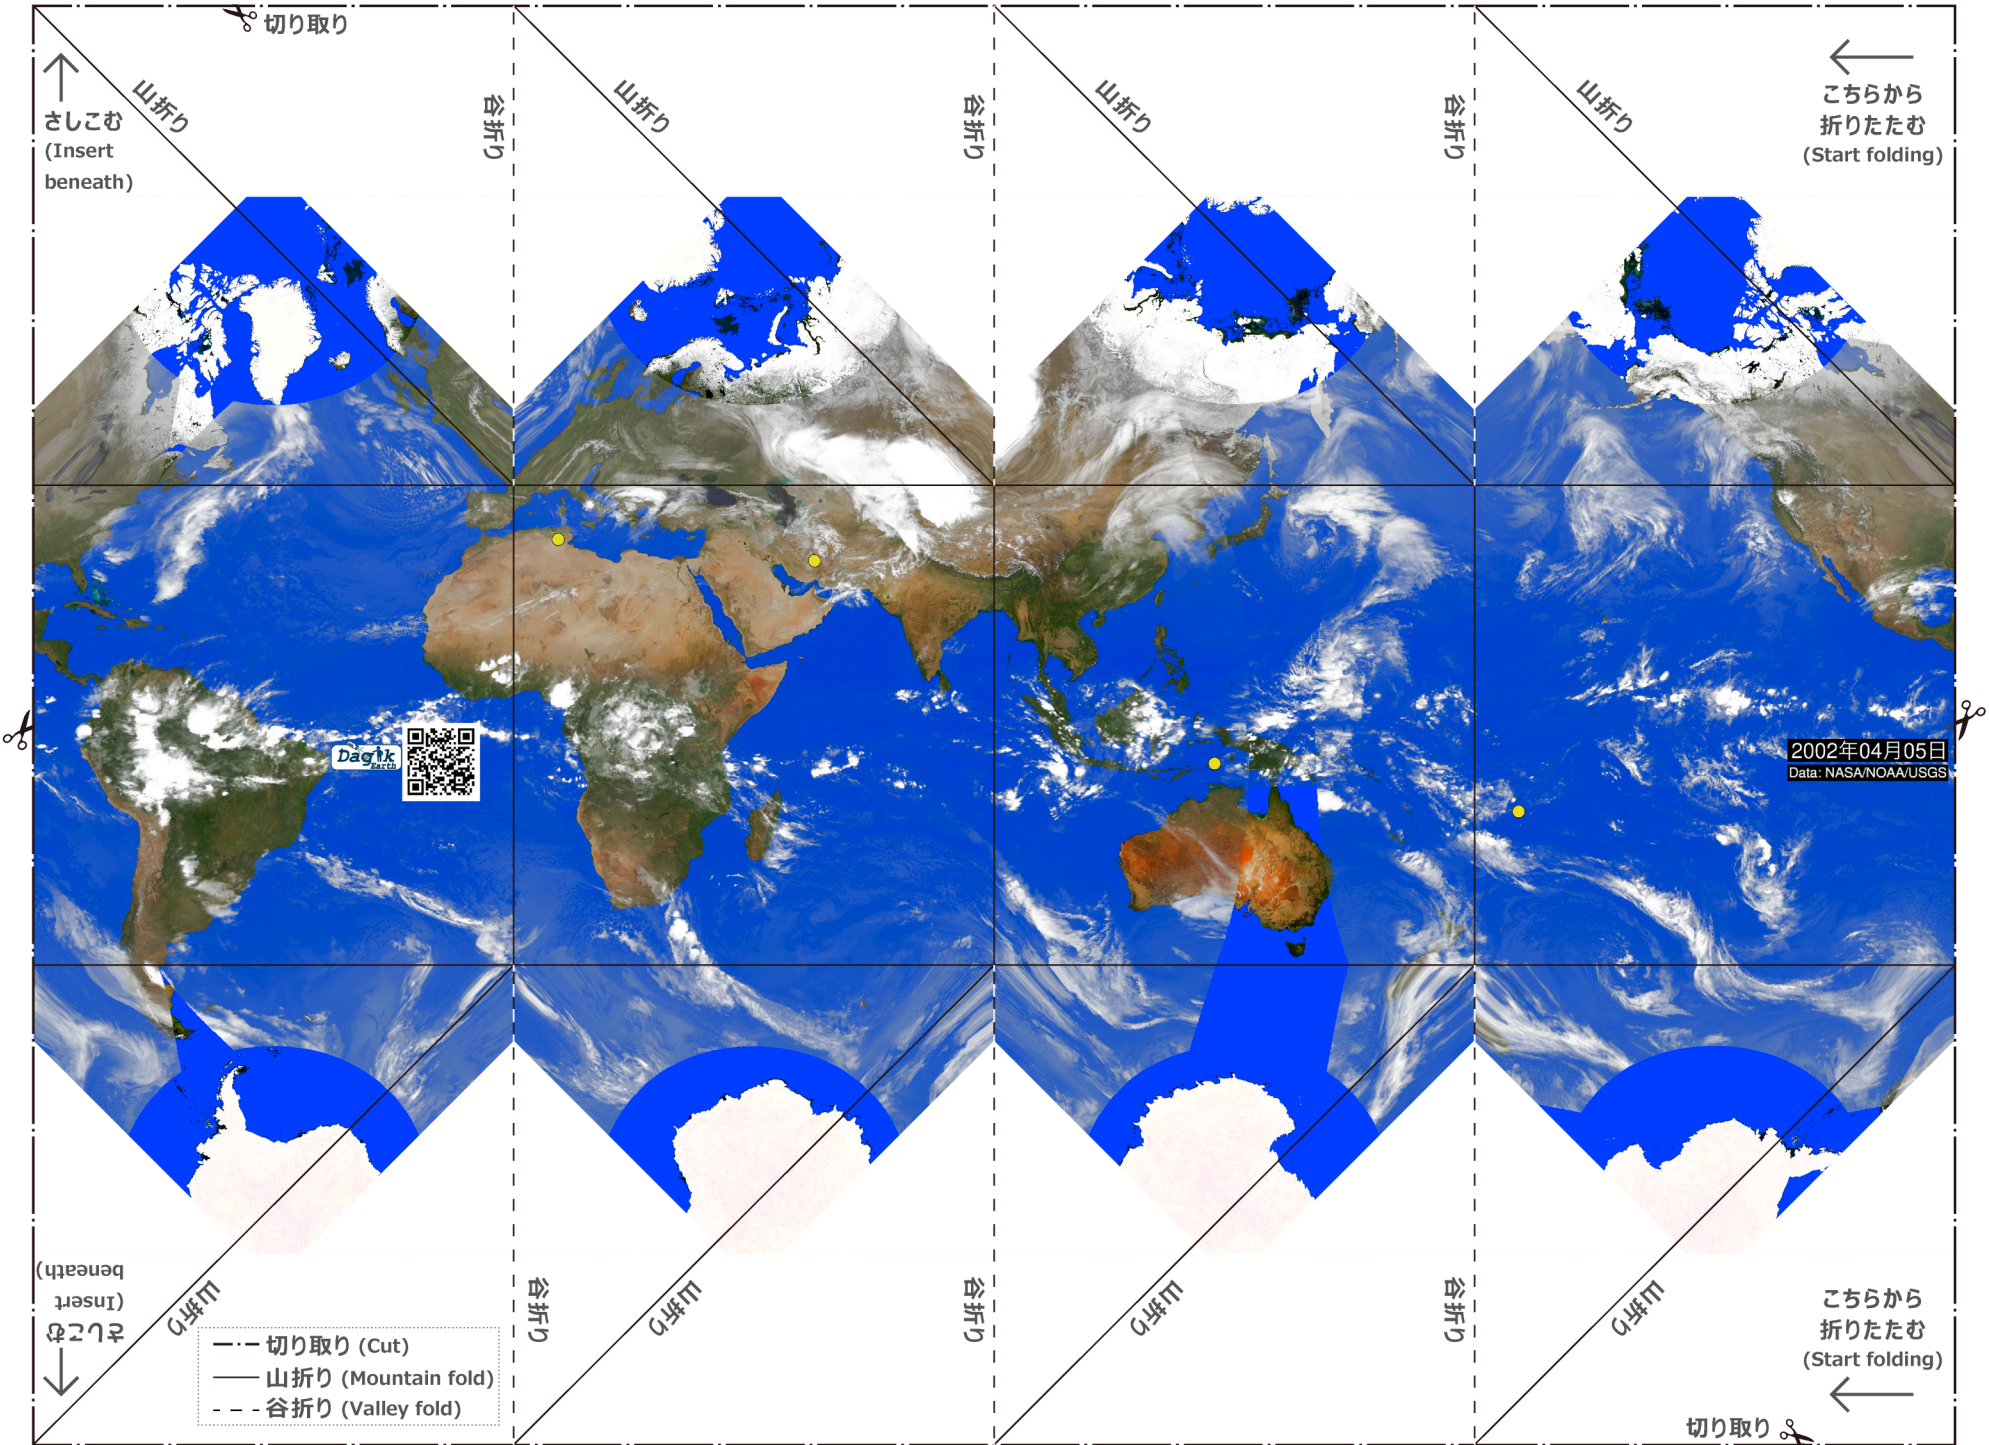 切り取り
さしこむ
(Insert
beneath)
山折り
谷折り
山折り
谷折り
山折り
谷折り
山折り
こちらから
折りたたむ
(Start folding)
Dagik
Earth
2002年04月05日
Data: NASA/NOAA/USGS
さしこむ
(Insert
beneath)
山折り
谷折り
山折り
谷折り
山折り
谷折り
山折り
こちらから
折りたたむ
(Start folding)
切り取り (Cut)
山折り (Mountain fold)
谷折り (Valley fold)
切り取り